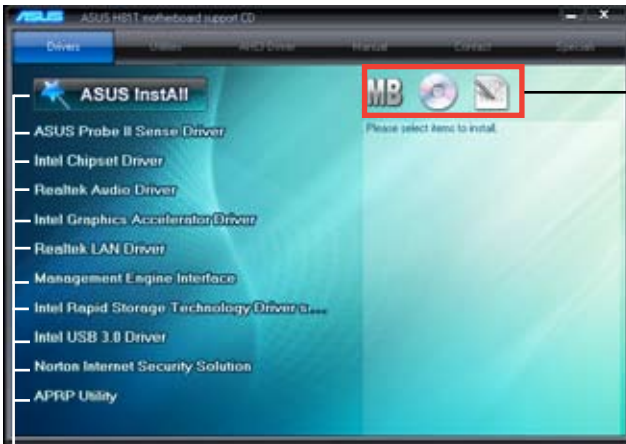 ASUS ASUS H81T motherboard support CD
Drivers Utilities AHCI Driver Manual Contact Specials
ASUS InstAll
MB
Please select items to install.
ASUS Probe II Sense Driver
Intel Chipset Driver
Realtek Audio Driver
Intel Graphics Accelerator Driver
Realtek LAN Driver
Management Engine Interface
Intel Rapid Storage Technology Driver s...
Intel USB 3.0 Driver
Norton Internet Security Solution
APRP Utility